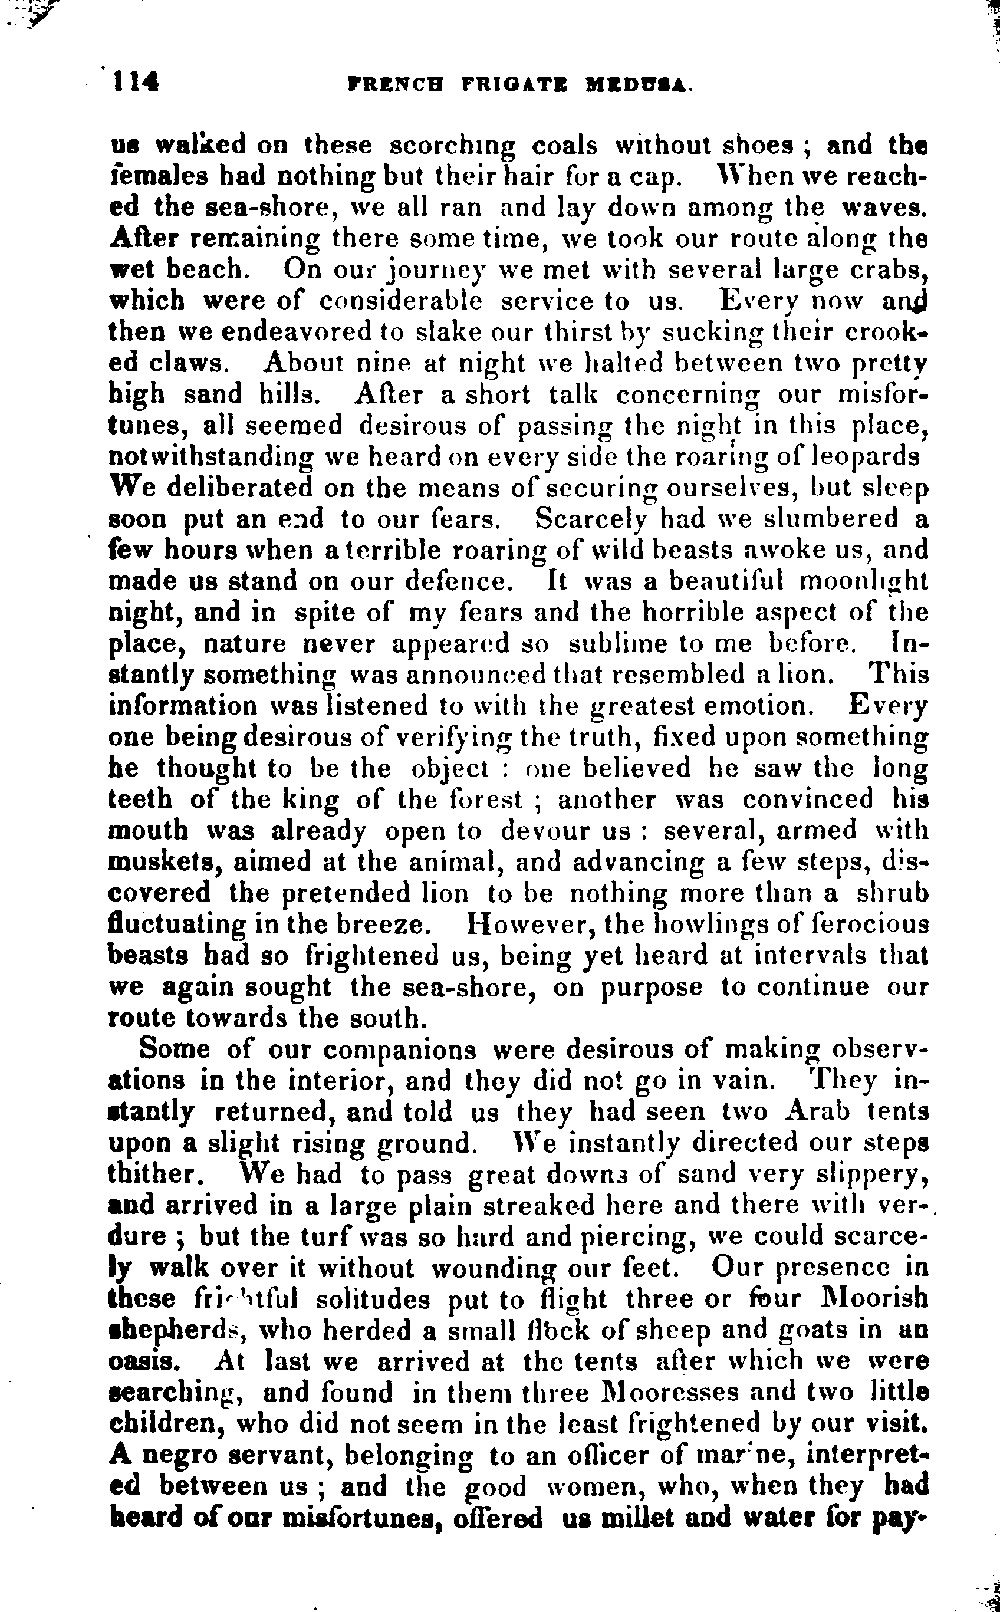 114 FRENCH FRIGATE MEDUSA.
us walked on these scorching coals without shoes ; and the
females had nothing but their hair for a cap. When we reach-
ed the sea-shore, we all ran and lay down among the waves.
After remaining there some time, we took our route along the
wet beach. On our journey we met with several large crabs,
which were of considerable service to us. Every now and
then we endeavored to slake our thirst by sucking their crook-
ed claws. About nine at night we halted between two pretty
high sand hills. After a short talk concerning our misfor-
tunes, all seemed desirous of passing the night in this place,
notwithstanding we heard on every side the roaring of leopards
We deliberated on the means of securing ourselves, but sleep
soon put an end to our fears. Scarcely had we slumbered a
few hours when a terrible roaring of wild beasts awoke us, and
made us stand on our defence. It was a beautiful moonlight
night, and in spite of my fears and the horrible aspect of the
place, nature never appeared so sublime to me before. In-
stantly something was announced that resembled a lion. This
information was listened to with the greatest emotion. Every
one being desirous of verifying the truth, fixed upon something
he thought to be the object : one believed he saw the long
teeth of the king of the forest ; another was convinced his
mouth was already open to devour us : several, armed with
muskets, aimed at the animal, and advancing a few steps, dis-
covered the pretended lion to be nothing more than a shrub
fluctuating in the breeze. However, the howlings of ferocious
beasts had so frightened us, being yet heard at intervals that
we again sought the sea-shore, on purpose to continue our
route towards the south.
Some of our companions were desirous of making observ-
ations in the interior, and they did not go in vain. They in-
stantly returned, and told us they had seen two Arab tents
upon a slight rising ground. We instantly directed our steps
thither. We had to pass great downs of sand very slippery,
and arrived in a large plain streaked here and there with ver-
dure ; but the turf was so hard and piercing, we could scarce-
ly walk over it without wounding our feet. Our presence in
these frightful solitudes put to flight three or four Moorish
shepherds, who herded a small flock of sheep and goats in an
oasis. At last we arrived at the tents after which we were
searching, and found in them three Mooresses and two little
children, who did not seem in the least frightened by our visit.
A negro servant, belonging to an officer of marine, interpret-
ed between us ; and the good women, who, when they had
heard of our misfortunes, offered us millet and water for pay-